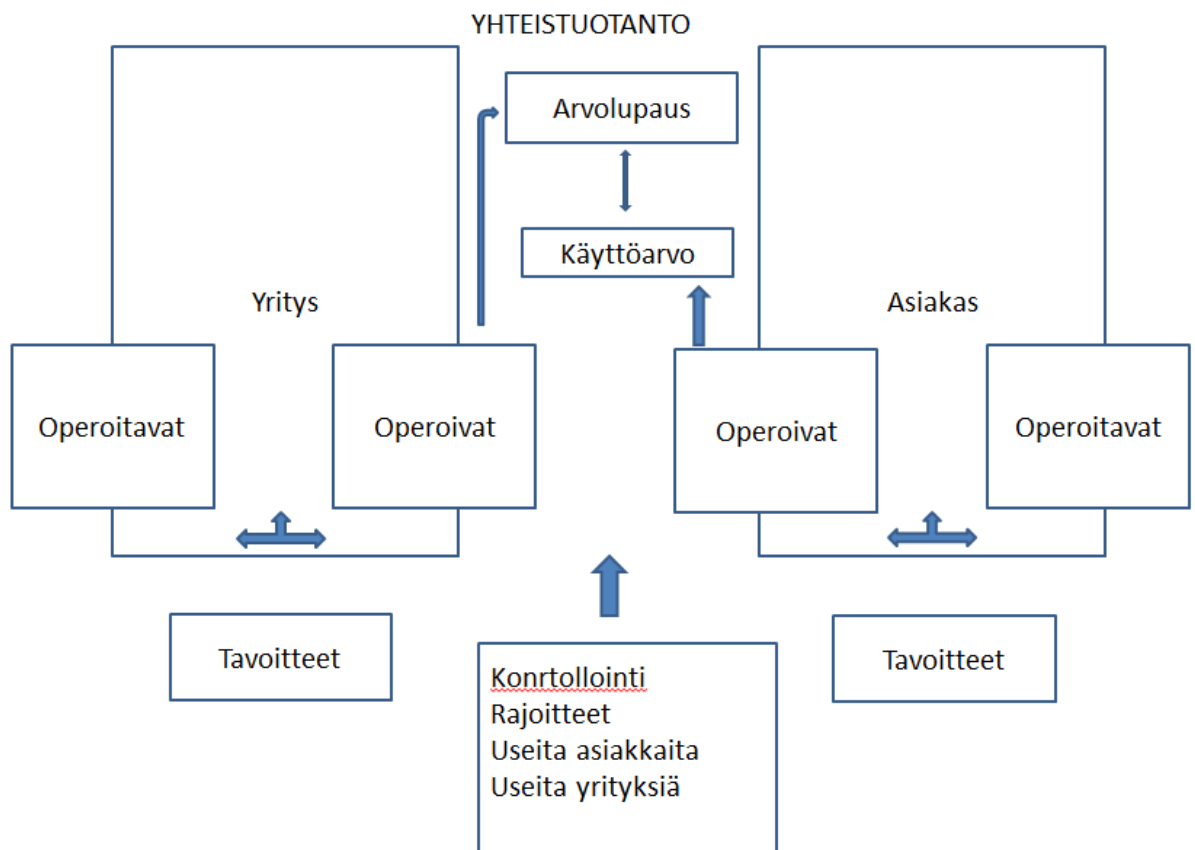 YHTEISTUOTANTO
Arvolupaus
Käyttöarvo
Yritys
Asiakas
Operoitavat
Operoivat
Operoivat
Operoitavat
Tavoitteet
Konrtollointi
Rajoitteet
Useita asiakkaita
Useita yrityksiä
Tavoitteet